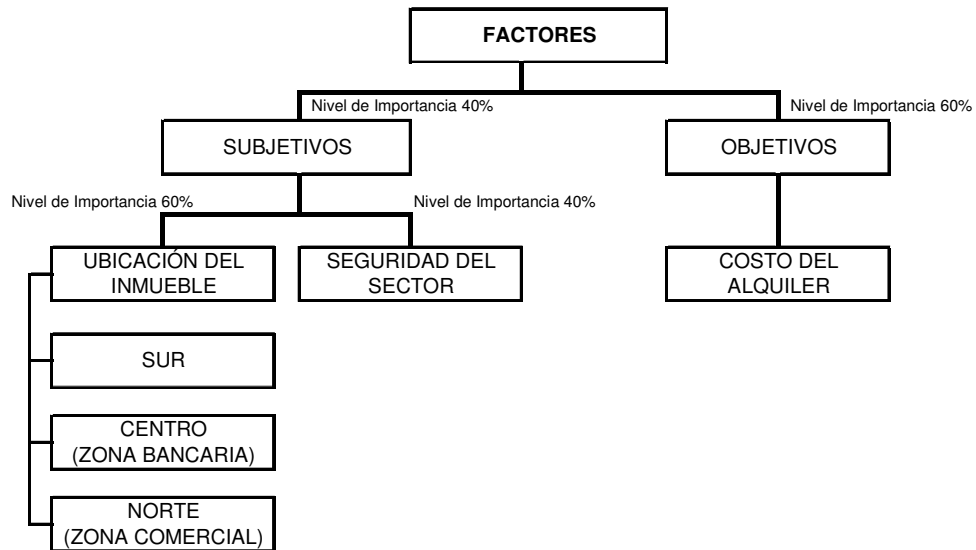 FACTORES
Nivel de Importancia 40%
Nivel de Importancia 60%
SUBJETIVOS
OBJETIVOS
Nivel de Importancia 60%
Nivel de Importancia 40%
UBICACIÓN DEL
INMUEBLE
SEGURIDAD DEL
SECTOR
COSTO DEL
ALQUILER
SUR
CENTRO
(ZONA BANCARIA)
NORTE
(ZONA COMERCIAL)